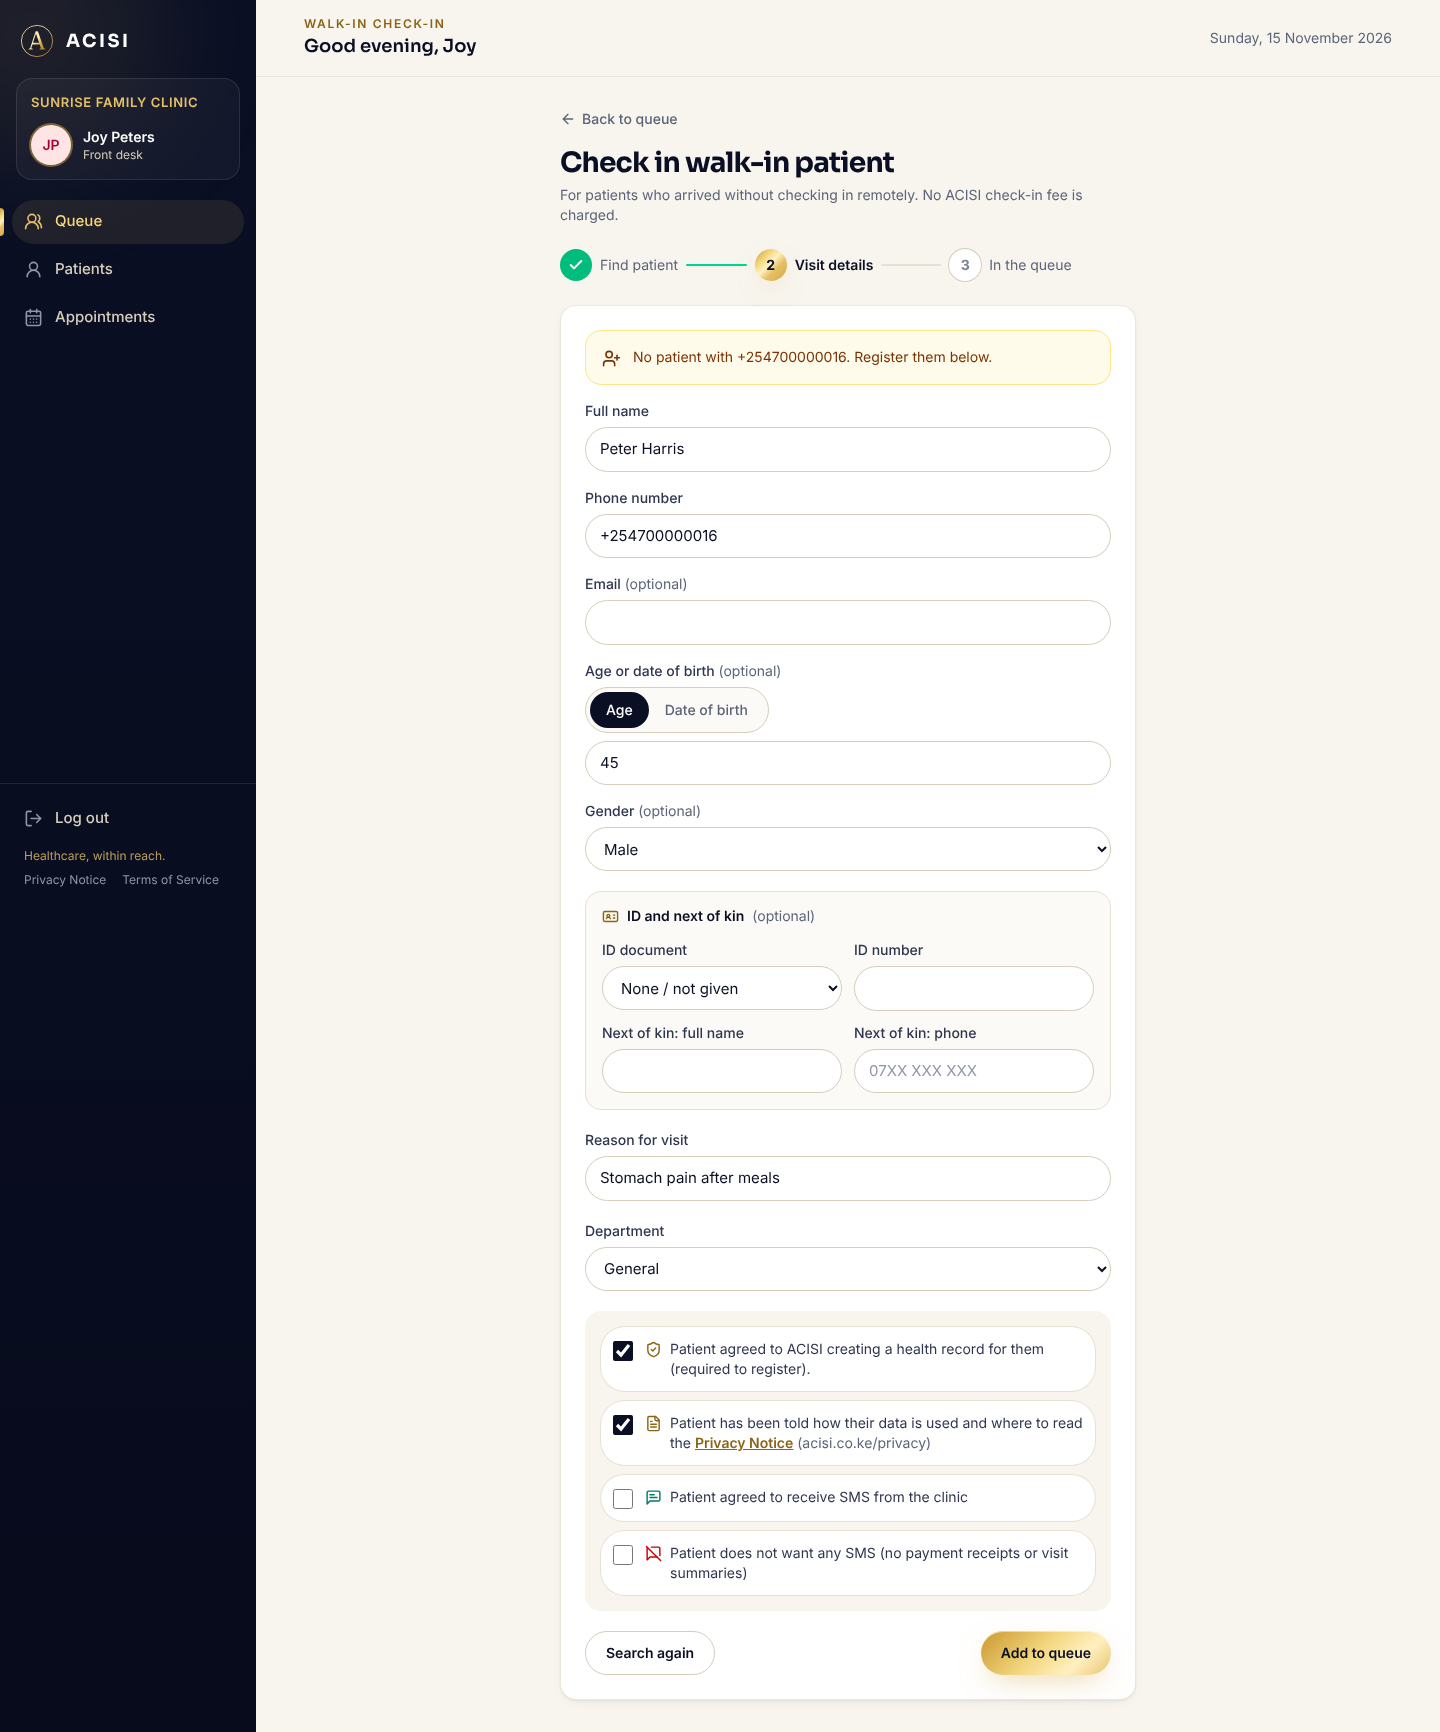 ACISI
SUNRISE FAMILY CLINIC
JP
Joy Peters
Front desk
Queue
Patients
Appointments
Log out
Healthcare, within reach.
Privacy Notice Terms of Service
WALK-IN CHECK-IN
Good evening, Joy
Sunday, 15 November 2026
Back to queue
Check in walk-in patient
For patients who arrived without checking in remotely. No ACISI check-in fee is
charged.
Find patient 2 Visit details 3 In the queue
No patient with +254700000016. Register them below.
Full name
Peter Harris
Phone number
+254700000016
Email (optional)
Age or date of birth (optional)
Age Date of birth
45
Gender (optional)
Male
ID and next of kin (optional)
ID document ID number
None / not given
Next of kin: full name Next of kin: phone
07XX XXX XXX
Reason for visit
Stomach pain after meals
Department
General
Patient agreed to ACISI creating a health record for them
(required to register).
Patient has been told how their data is used and where to read
the Privacy Notice (acisi.co.ke/privacy)
Patient agreed to receive SMS from the clinic
Patient does not want any SMS (no payment receipts or visit
summaries)
Search again Add to queue